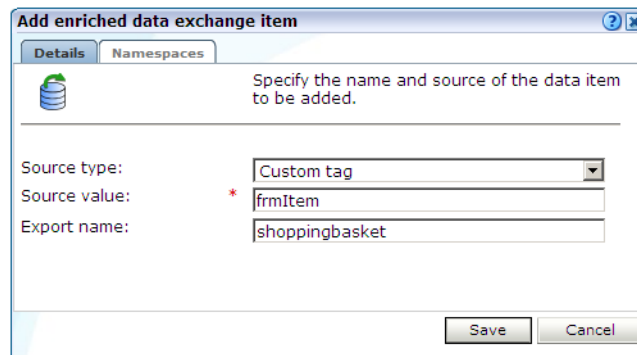 Add enriched data exchange item
Details Namespaces
Specify the name and source of the data item
to be added.
Source type: Custom tag
Source value: * frmItem
Export name: shoppingbasket
Save Cancel